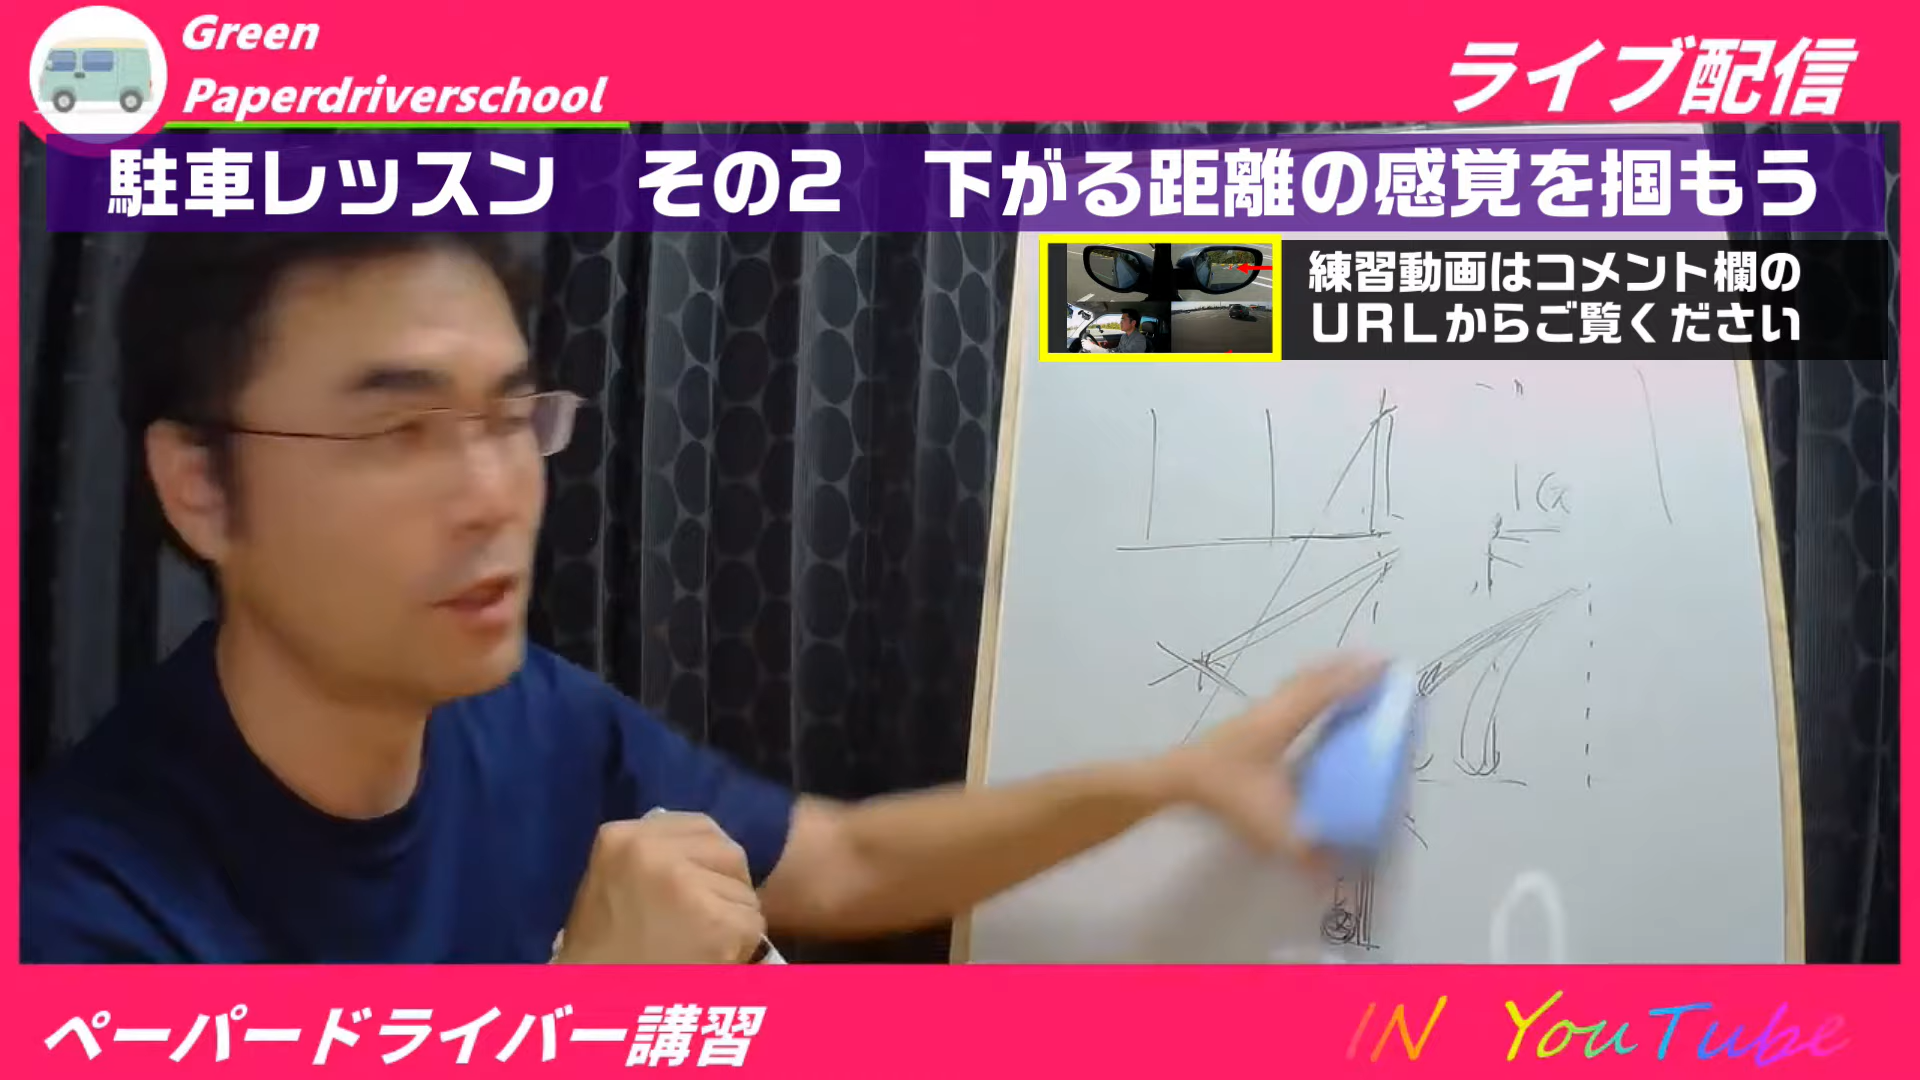 Green
Paperdriverschool
ライブ配信
駐車レッスン その2 下がる距離の感覚を掴もう
練習動画はコメント欄の
URLからご覧ください
ペーパードライバー講習
IN YouTube